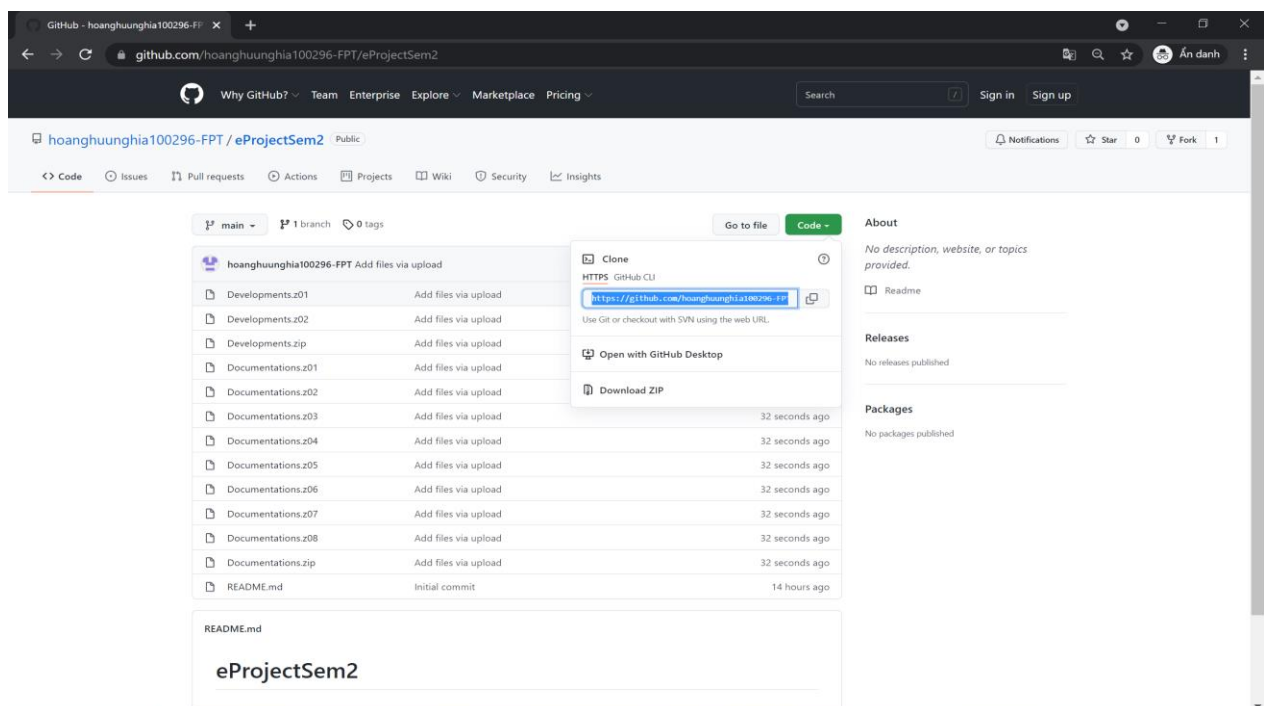 GitHub - hoanghuunghia100296-FP
github.com/hoanghuunghia100296-FPT/eProjectSem2
Ẩn danh
Why GitHub? Team Enterprise Explore Marketplace Pricing
Search /
Sign in Sign up
hoanghuunghia100296-FPT / eProjectSem2 Public
Notifications Star 0 Fork 1
<> Code Issues Pull requests Actions Projects Wiki Security Insights
main 1 branch 0 tags
Go to file Code
About
No description, website, or topics
provided.
Readme
Releases
No releases published
Packages
No packages published
Clone
HTTPS GitHub CLI
https://github.com/hoanghuunghia100296-FP
Use Git or checkout with SVN using the web URL.
Open with GitHub Desktop
Download ZIP
hoanghuunghia100296-FPT Add files via upload
Developments.z01 Add files via upload
Developments.z02 Add files via upload
Developments.zip Add files via upload
Documentations.z01 Add files via upload
Documentations.z02 Add files via upload
Documentations.z03 Add files via upload 32 seconds ago
Documentations.z04 Add files via upload 32 seconds ago
Documentations.z05 Add files via upload 32 seconds ago
Documentations.z06 Add files via upload 32 seconds ago
Documentations.z07 Add files via upload 32 seconds ago
Documentations.z08 Add files via upload 32 seconds ago
Documentations.zip Add files via upload 32 seconds ago
README.md Initial commit 14 hours ago
README.md
eProjectSem2